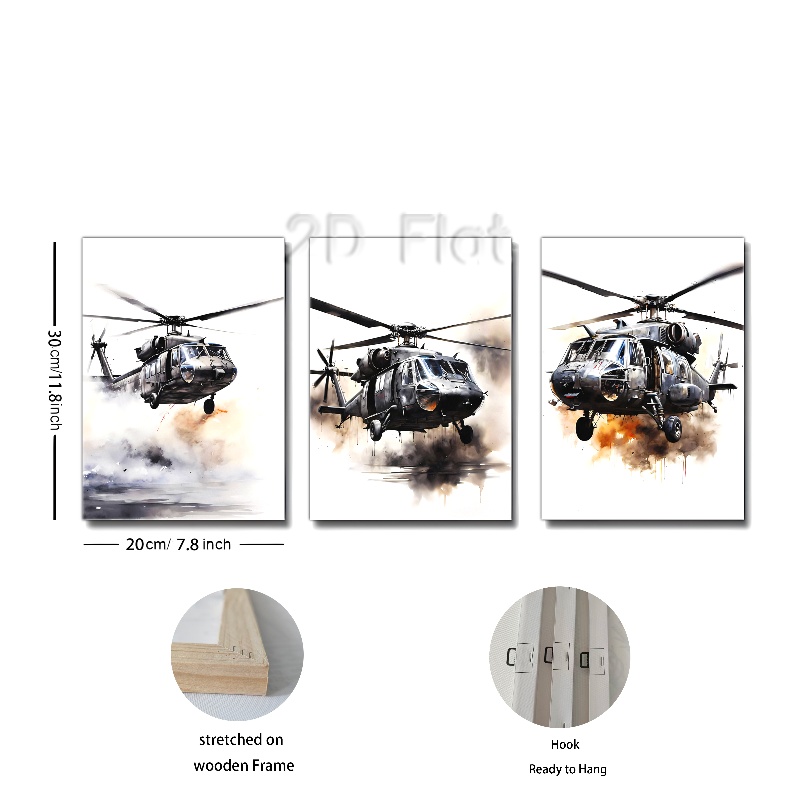 2D Flat
30cm/11.8inch
20cm/ 7.8 inch
stretched on
wooden Frame
Hook
Ready to Hang